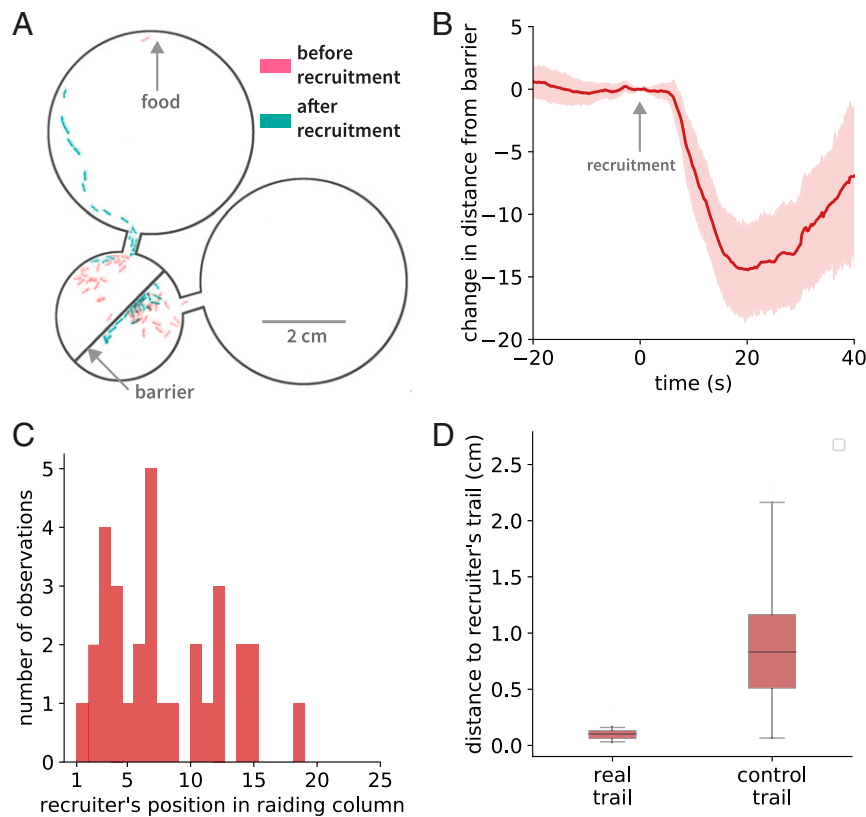 A
before
recruitment
after
recruitment
food
2 cm
barrier
B
change in distance from barrier
5
0
−5
−10
−15
−20
recruitment
−20
0
20
40
time (s)
C
number of observations
5
4
3
2
1
0
1
5
10
15
20
25
recruiter's position in raiding column
D
distance to recruiter's trail (cm)
2.5
2.0
1.5
1.0
0.5
0.0
real
trail
control
trail